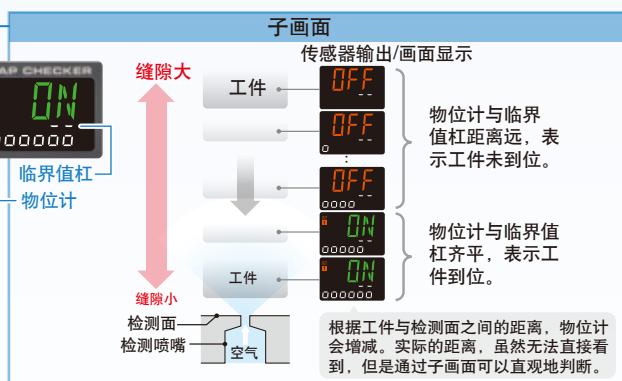 子画面
传感器输出/画面显示
AP CHECKER
ON
oooooo
临界值杠
物位计
缝隙大
缝隙小
工件
OFF
OFF
o
OFF
oooo
ON
ooooo
工件
ON
oooooo
物位计与临界
值杠距离远，表
示工件未到位。
物位计与临界值
杠齐平，表示工
件到位。
检测面
检测喷嘴
空气
根据工件与检测面之间的距离，物位计
会增减。实际的距离，虽然无法直接看
到，但是通过子画面可以直观地判断。